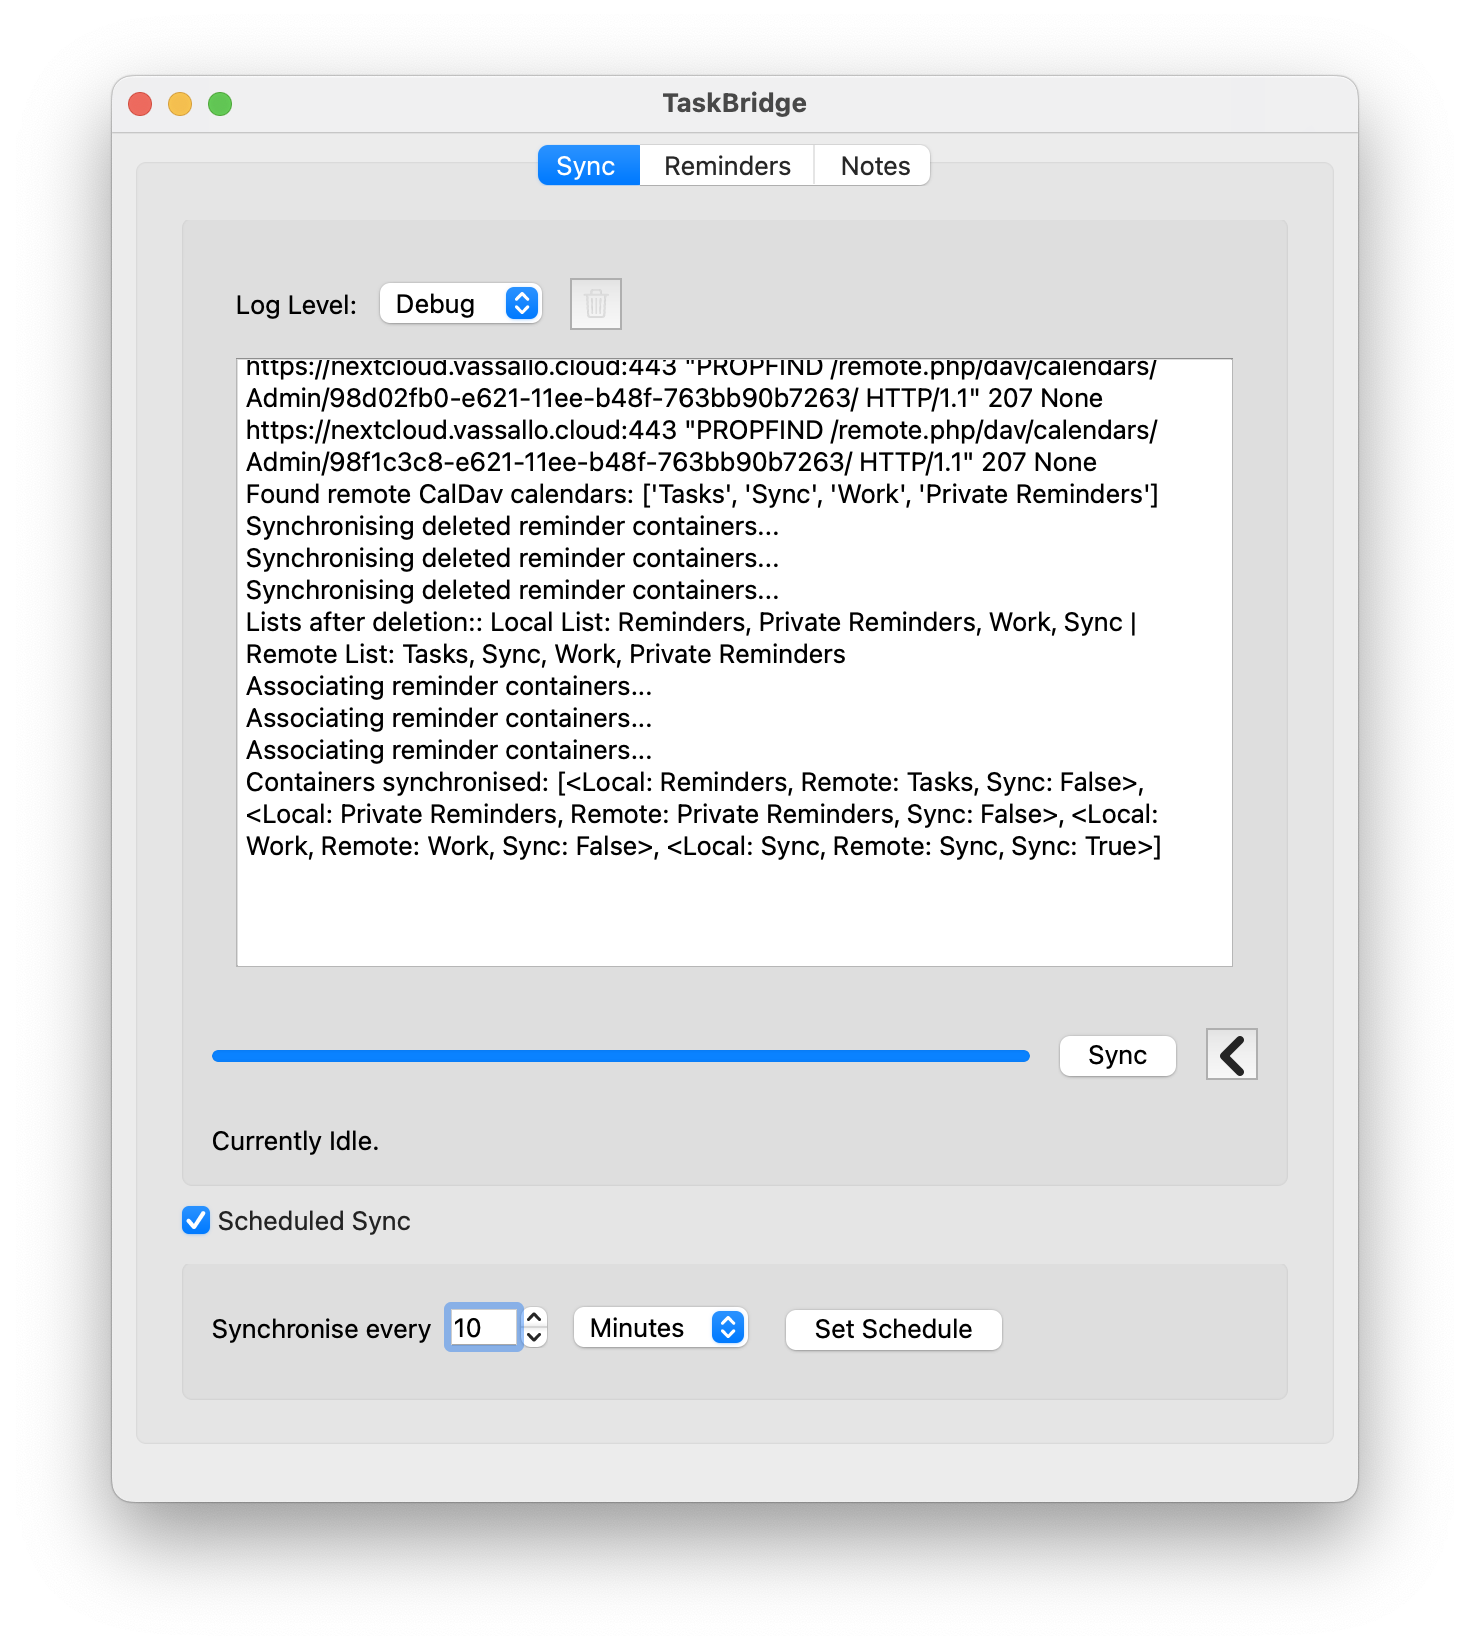 TaskBridge
Sync Reminders Notes
Log Level: Debug
https://nextcloud.vassallo.cloud:443 "PROPFIND /remote.php/dav/calendars/
Admin/98d02fb0-e621-11ee-b48f-763bb90b7263/ HTTP/1.1" 207 None
https://nextcloud.vassallo.cloud:443 "PROPFIND /remote.php/dav/calendars/
Admin/98f1c3c8-e621-11ee-b48f-763bb90b7263/ HTTP/1.1" 207 None
Found remote CalDav calendars: ['Tasks', 'Sync', 'Work', 'Private Reminders']
Synchronising deleted reminder containers...
Synchronising deleted reminder containers...
Synchronising deleted reminder containers...
Lists after deletion:: Local List: Reminders, Private Reminders, Work, Sync |
Remote List: Tasks, Sync, Work, Private Reminders
Associating reminder containers...
Associating reminder containers...
Associating reminder containers...
Containers synchronised: [<Local: Reminders, Remote: Tasks, Sync: False>,
<Local: Private Reminders, Remote: Private Reminders, Sync: False>, <Local:
Work, Remote: Work, Sync: False>, <Local: Sync, Remote: Sync, Sync: True>]
Sync
Currently Idle.
Scheduled Sync
Synchronise every 10 Minutes Set Schedule